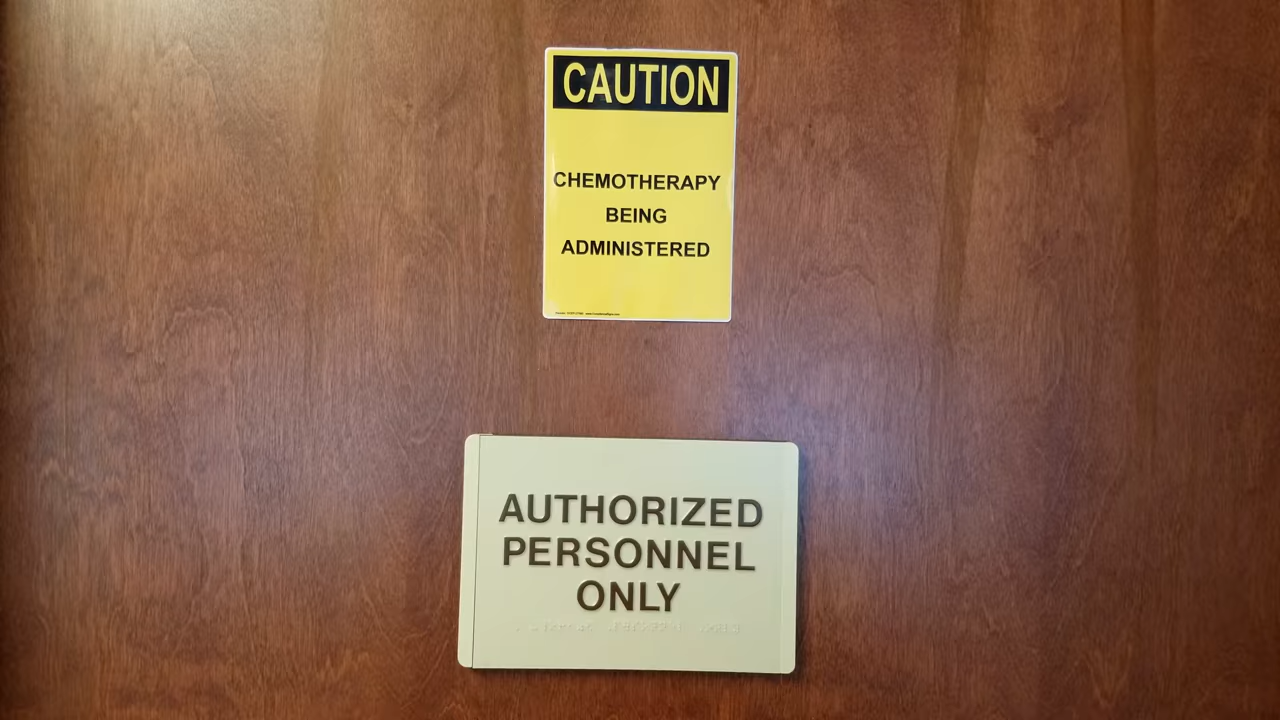 CAUTION
CHEMOTHERAPY
BEING
ADMINISTERED
AUTHORIZED
PERSONNEL
ONLY